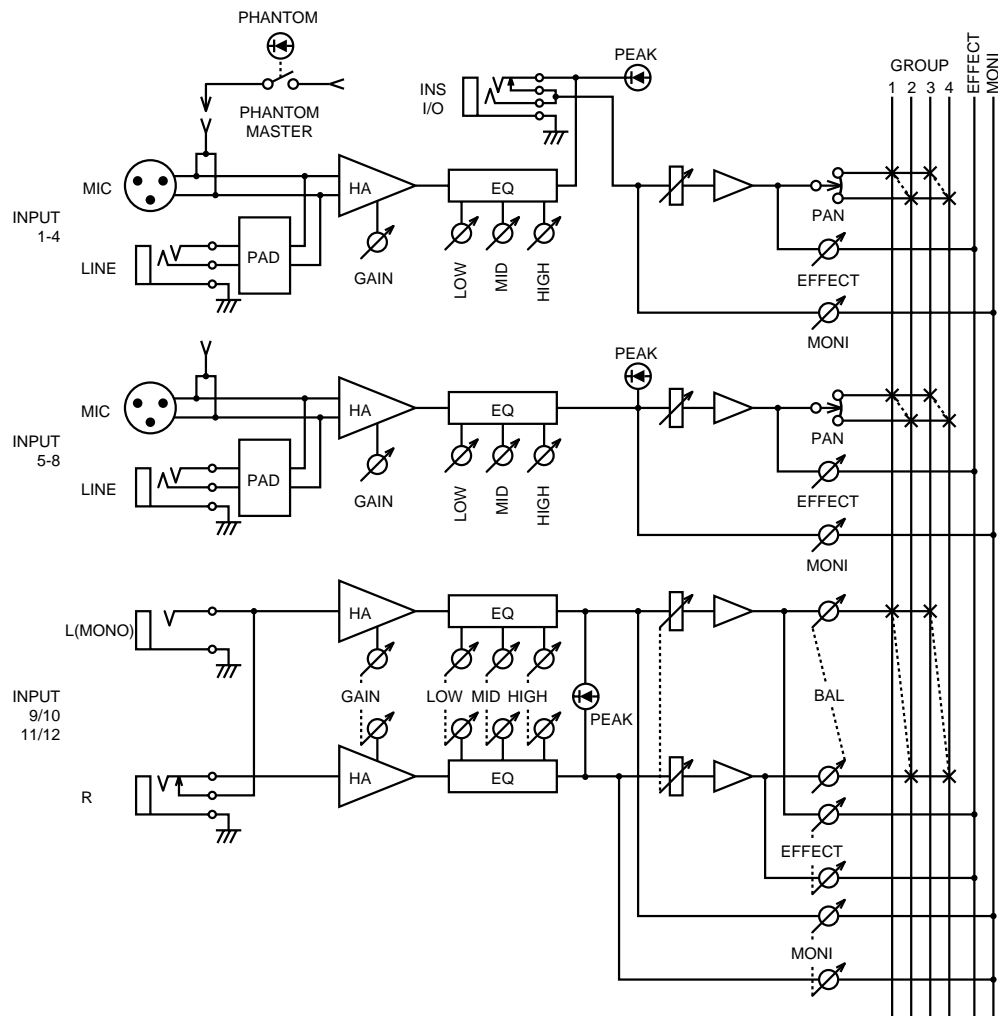 PHANTOM
PHANTOM
MASTER
INS
I/O
PEAK
GROUP
1 2 3 4
EFFECT
MONI
INPUT
1-4
MIC
LINE
PAD
HA
GAIN
EQ
LOW
MID
HIGH
PAN
EFFECT
MONI
INPUT
5-8
MIC
LINE
PAD
HA
GAIN
EQ
LOW
MID
HIGH
PEAK
PAN
EFFECT
MONI
INPUT
9/10
11/12
L(MONO)
R
HA
EQ
GAIN
LOW MID HIGH
PEAK
BAL
HA
EQ
EFFECT
MONI